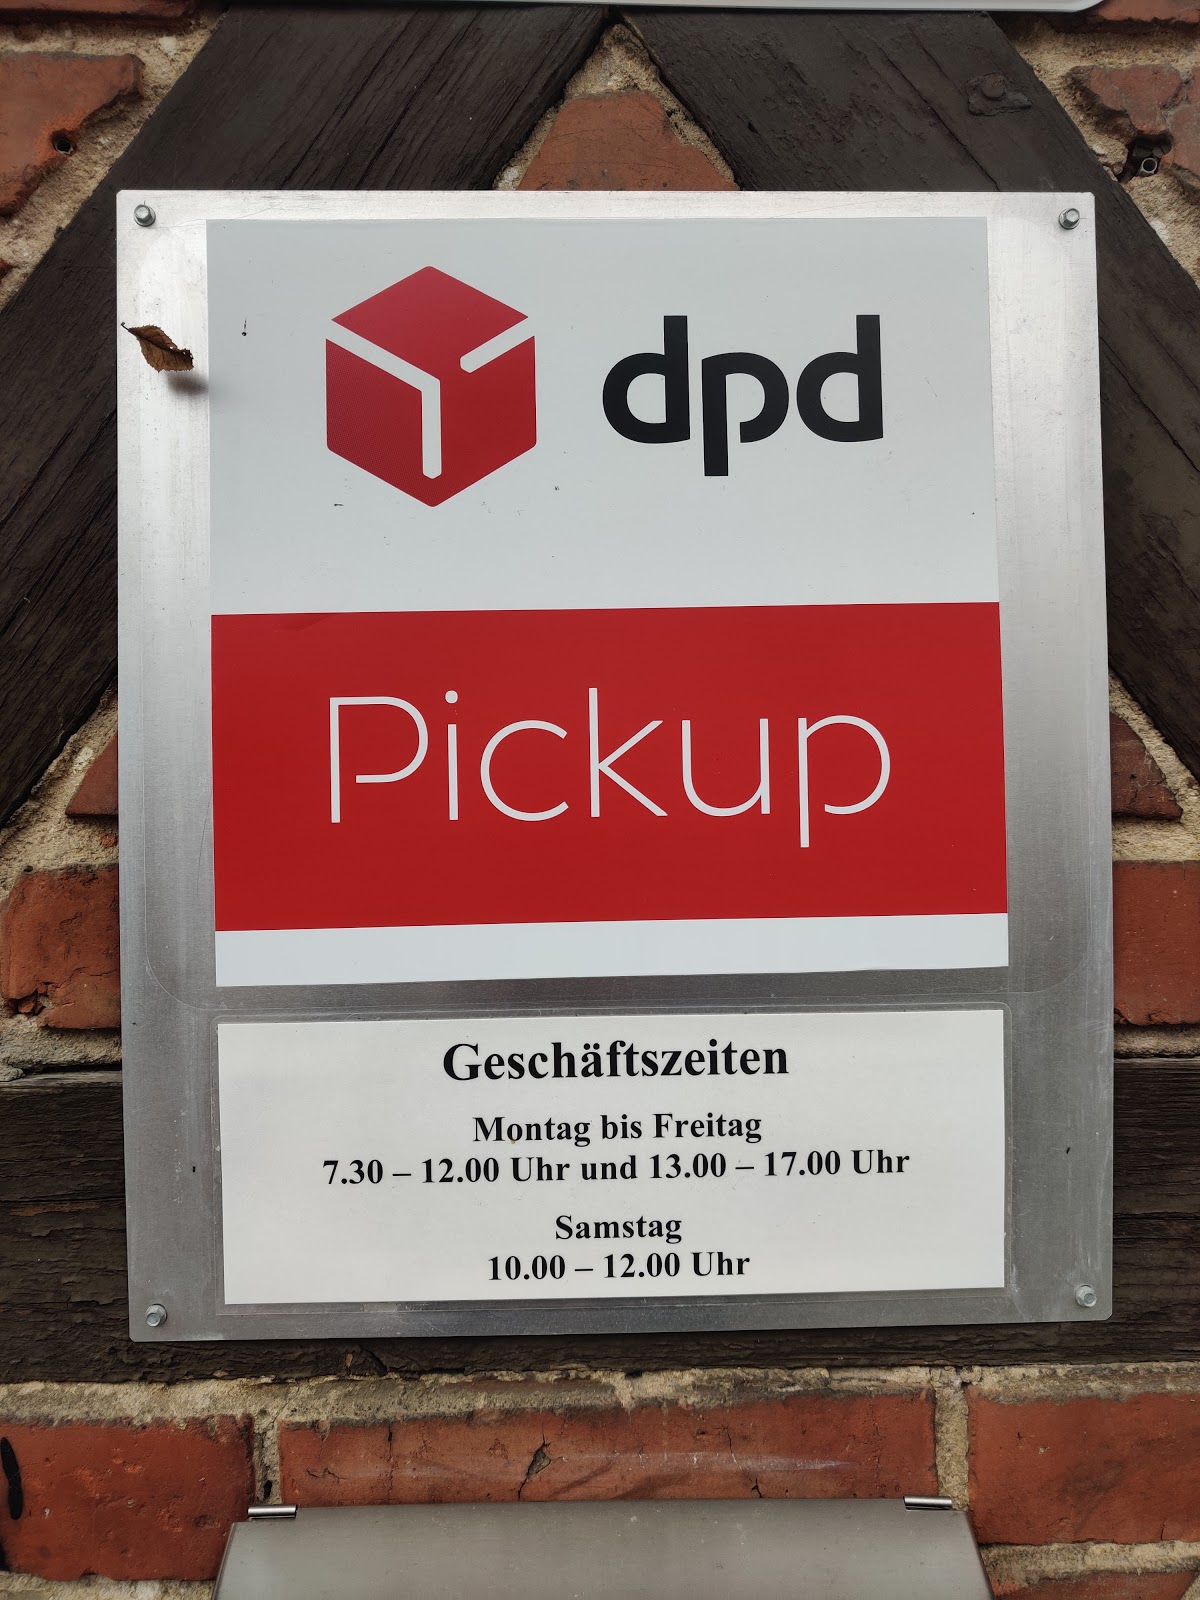 dpd
Pickup
Geschäftszeiten
Montag bis Freitag
7.30 – 12.00 Uhr und 13.00 – 17.00 Uhr
Samstag
10.00 – 12.00 Uhr